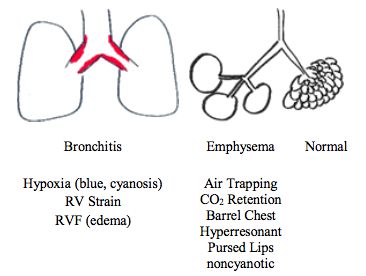 Bronchitis
Emphysema
Normal
Hypoxia (blue, cyanosis)
RV Strain
RVF (edema)
Air Trapping
CO₂ Retention
Barrel Chest
Hyperresonant
Pursed Lips
noncyanotic